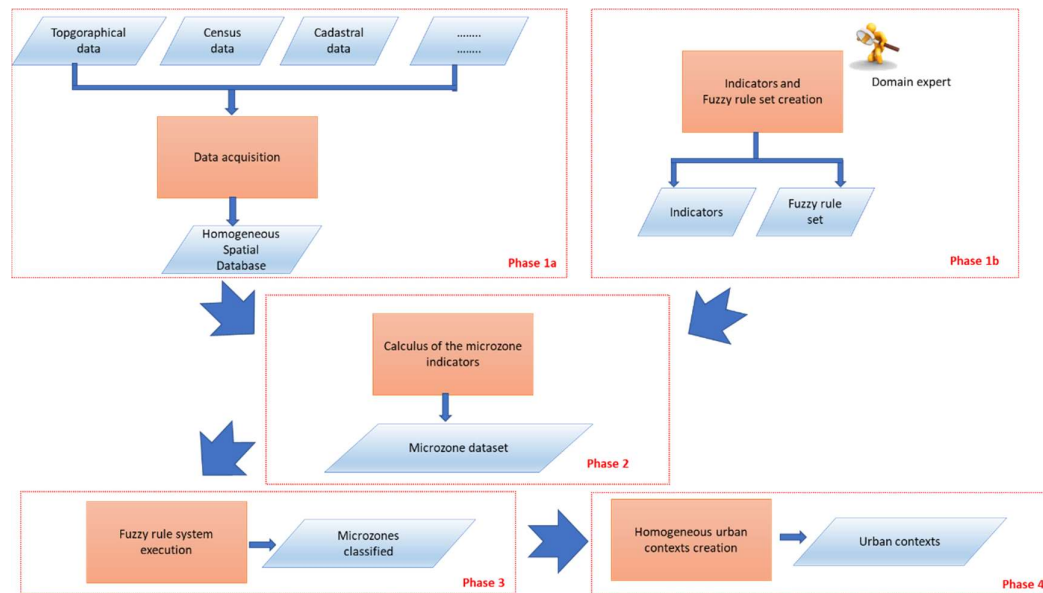 Topgoraphical
data
Census
data
Cadastral
data
........
........
Data acquisition
Homogeneous
Spatial
Database
Phase 1a
Indicators and
Fuzzy rule set creation
Domain expert
Indicators
Fuzzy rule
set
Phase 1b
Calculus of the microzone
indicators
Microzone dataset
Phase 2
Fuzzy rule system
execution
Microzones
classified
Phase 3
Homogeneous urban
contexts creation
Urban contexts
Phase 4